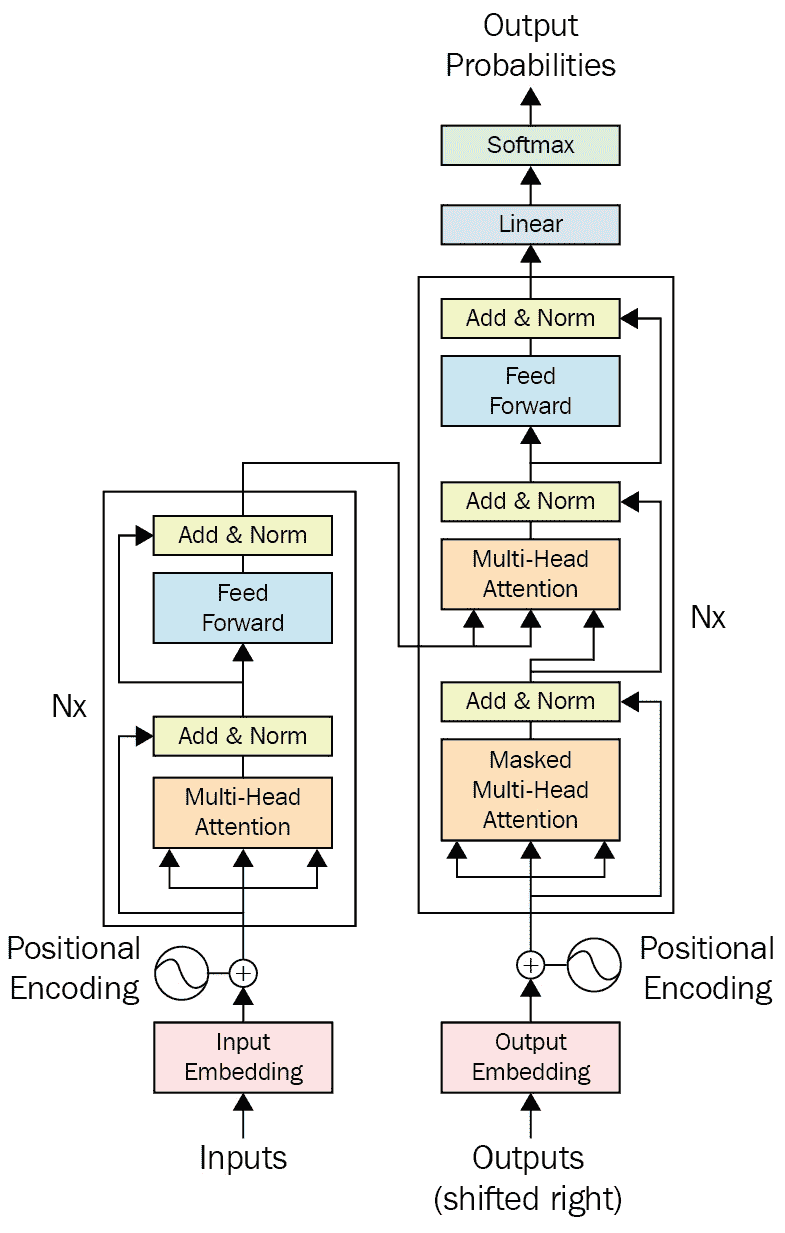 Output
Probabilities
Softmax
Linear
Add & Norm
Feed
Forward
Add & Norm
Multi-Head
Attention
Nx
Add & Norm
Masked
Multi-Head
Attention
Add & Norm
Feed
Forward
Nx
Add & Norm
Multi-Head
Attention
Positional
Encoding
+
+
Positional
Encoding
Input
Embedding
Output
Embedding
Inputs
Outputs
(shifted right)